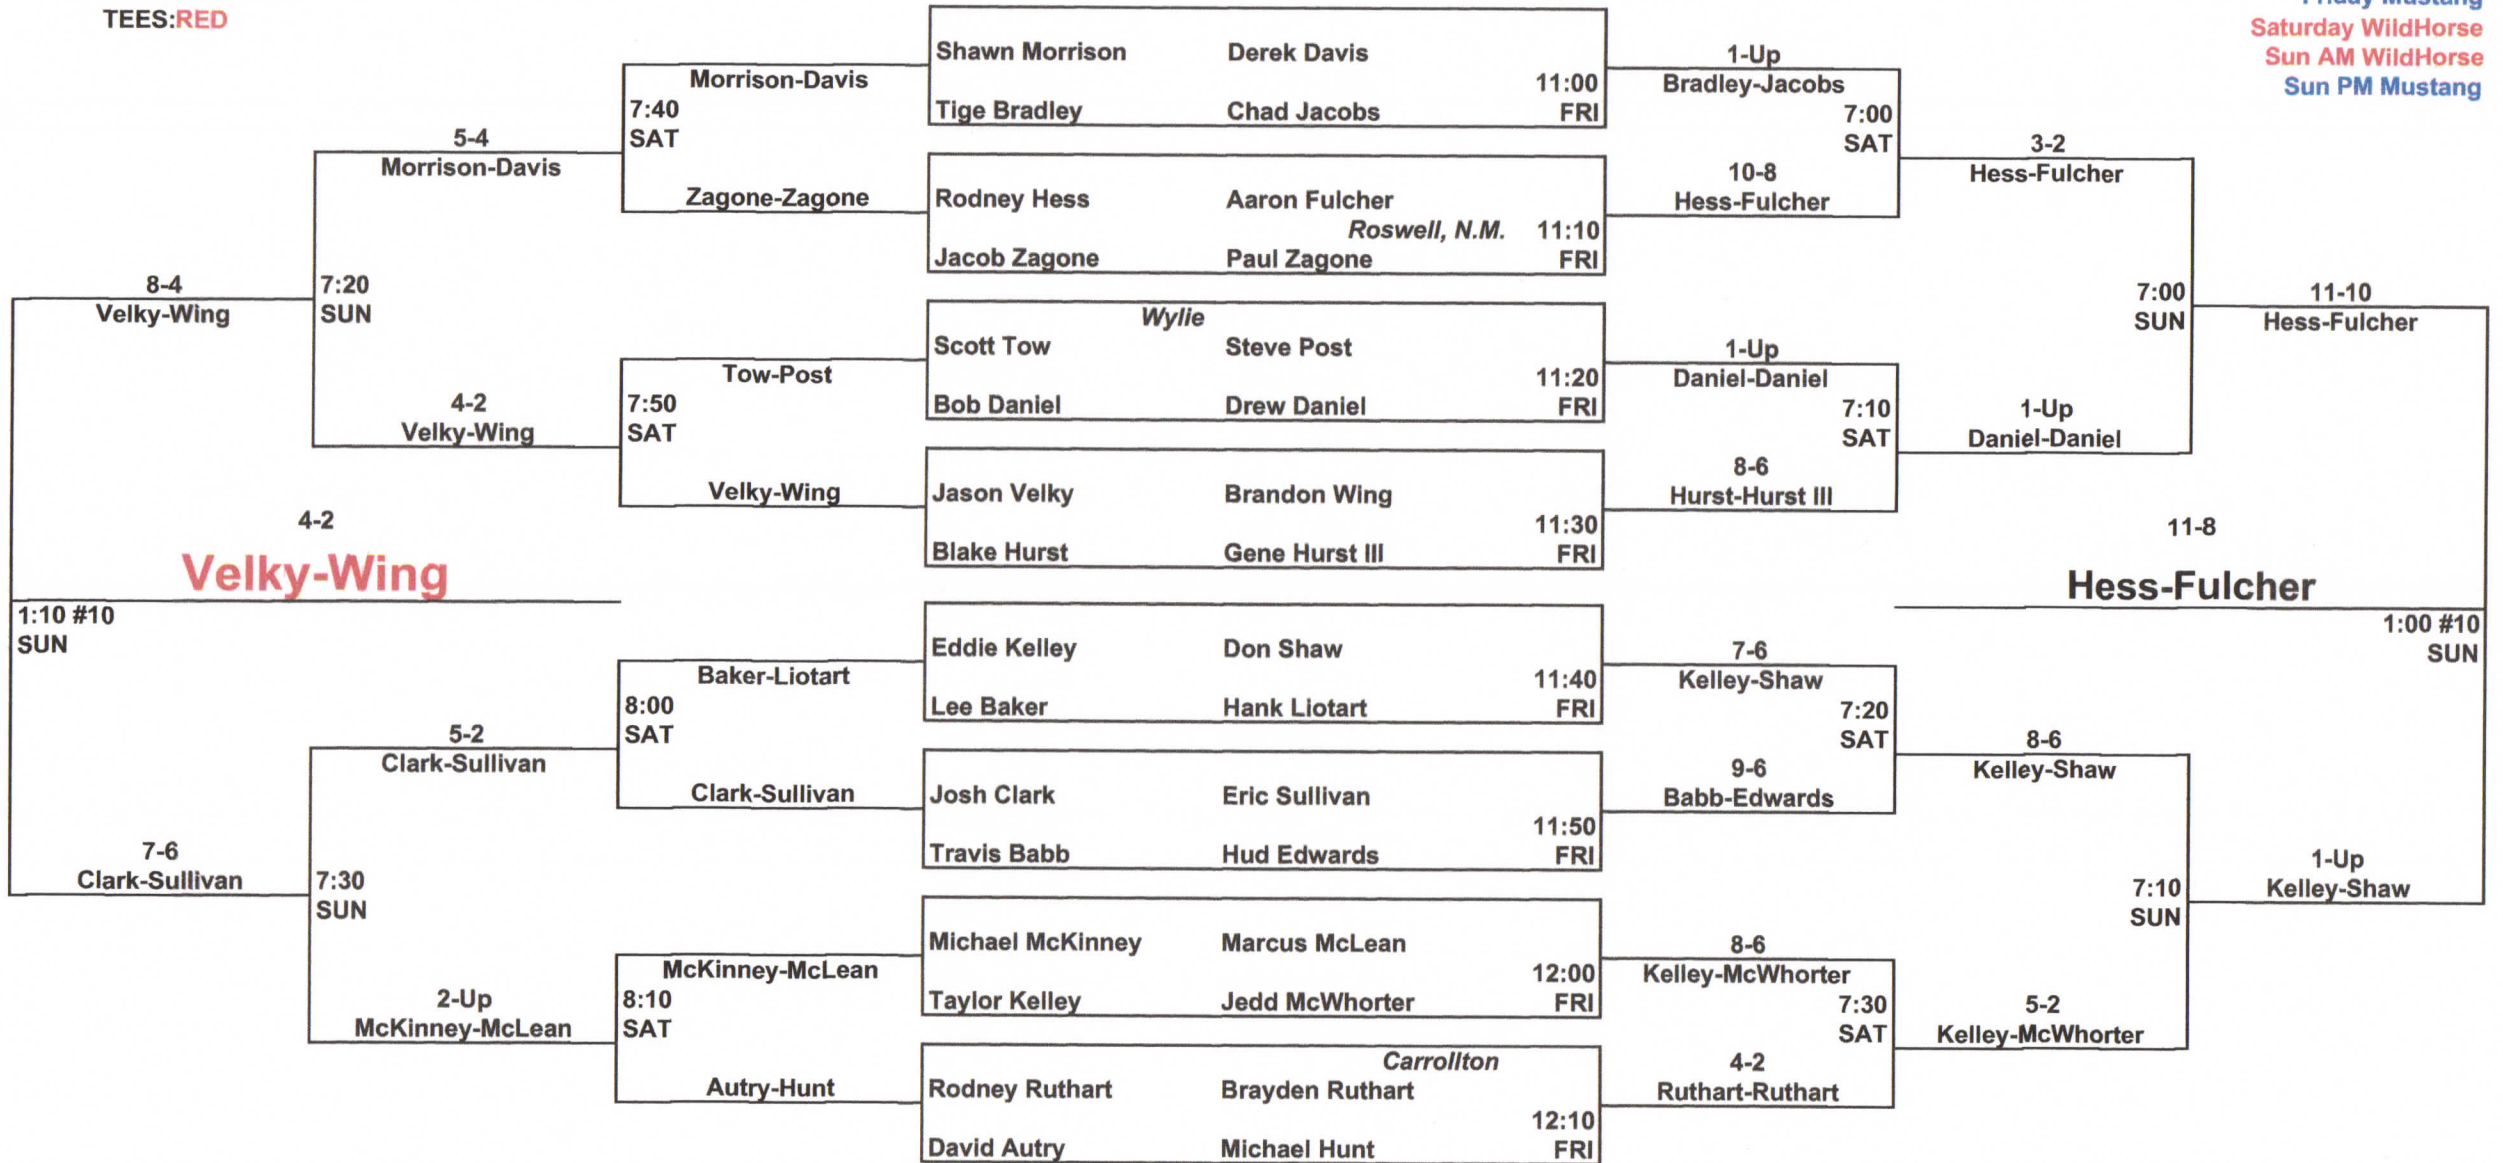 TEES:RED
Friday Mustang
Saturday WildHorse
Sun AM WildHorse
Sun PM Mustang
Shawn Morrison Derek Davis
11:00
Tige Bradley Chad Jacobs FRI
Rodney Hess Aaron Fulcher
Roswell, N.M. 11:10
Jacob Zagone Paul Zagone FRI
Wylie
Scott Tow Steve Post
11:20
Bob Daniel Drew Daniel FRI
Jason Velky Brandon Wing
11:30
Blake Hurst Gene Hurst III FRI
Eddie Kelley Don Shaw
11:40
Lee Baker Hank Liotart FRI
Josh Clark Eric Sullivan
11:50
Travis Babb Hud Edwards FRI
Michael McKinney Marcus McLean
12:00
Taylor Kelley Jedd McWhorter FRI
Carrollton
Rodney Ruthart Brayden Ruthart
12:10
David Autry Michael Hunt FRI
Morrison-Davis
7:40
SAT
Zagone-Zagone
Tow-Post
7:50
SAT
Velky-Wing
Baker-Liotart
8:00
SAT
Clark-Sullivan
McKinney-McLean
8:10
SAT
Autry-Hunt
5-4
Morrison-Davis
7:20
SUN
4-2
Velky-Wing
5-2
Clark-Sullivan
7:30
SUN
2-Up
McKinney-McLean
8-4
Velky-Wing
4-2
Velky-Wing
1:10 #10
SUN
7-6
Clark-Sullivan
1-Up
Bradley-Jacobs
7:00
SAT
10-8
Hess-Fulcher
1-Up
Daniel-Daniel
7:10
SAT
8-6
Hurst-Hurst III
7-6
Kelley-Shaw
7:20
SAT
9-6
Babb-Edwards
8-6
Kelley-McWhorter
7:30
SAT
4-2
Ruthart-Ruthart
3-2
Hess-Fulcher
7:00
SUN
1-Up
Daniel-Daniel
8-6
Kelley-Shaw
7:10
SUN
5-2
Kelley-McWhorter
11-10
Hess-Fulcher
11-8
Hess-Fulcher
1:00 #10
SUN
1-Up
Kelley-Shaw